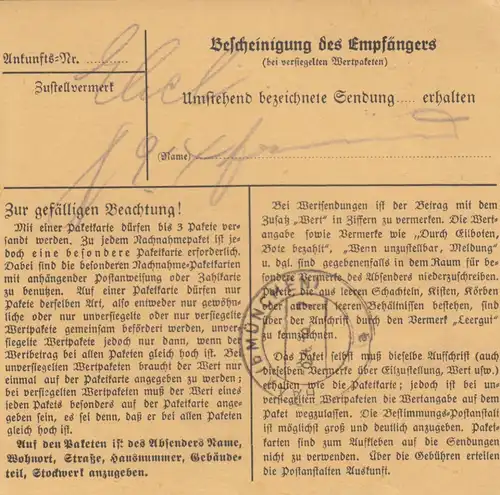 Ankunfts-Nr.
Zustellvermerk
Bescheinigung des Empfängers
(bei versiegelten Wertpaketen)
Umstehend bezeichnete Sendung erhalten
(Name)
Zur gefälligen Beachtung!
Mit einer Paketkarte dürfen bis 3 Pakete ver-
sandt werden. Zu jedem Nachnahmepaket ist je-
doch eine besondere Paketkarte erforderlich.
Dabei sind die besonderen Nachnahme-Paketkarten
mit anhängender Postanweisung oder Zahlkarte
zu benutzen. Auf einer Paketkarte dürfen nur
Pakete derselben Art, also entweder nur gewöhn-
liche oder nur unversiegelte oder nur versiegelte
Wertpakete gemeinsam befördert werden, unver-
siegelte Wertpakete jedoch nur dann, wenn der
Wertbetrag bei allen Paketen gleich hoch ist. Bei
unversiegelten Wertpaketen braucht der Wert nur
einmal auf der Paketkarte angegeben zu werden;
bei versiegelten Wertpaketen muß der Wert eines
jeden Pakets besonders auf der Paketkarte ange-
geben sein, es sei denn, daß er bei allen Paketen
gleich hoch ist.
Auf den Paketen ist des Absenders Name,
Wohnort, Straße, Hausnummer, Gebäude-
teil, Stockwerk anzugeben.
Bei Wertsendungen ist der Betrag mit dem
Zusatz „Wert" in Ziffern zu vermerken. Die Wert-
angabe sowie Vermerke wie „Durch Eilboten,
Bote bezahlt", „Wenn unzustellbar, Meldung"
u. dgl. sind gegebenenfalls in dem Raum für be-
sondere Vermerke des Absenders niederzuschreiben.
die aus leeren Schachteln, Kisten, Körben
oder anderen leeren Behältnissen bestehen, sind
über der Anschrift durch den Vermerk „Leergut"
zu kennzeichnen.
Das Paket selbst muß dieselbe Aufschrift (auch
dieselben Vermerke über Eilzustellung, Wert usw.)
erhalten wie die Paketkarte; jedoch ist bei un-
versiegelten Wertpaketen die Wertangabe auf dem
Paket wegzulassen. Die Bestimmungs-Postanstalt
ist möglichst groß und deutlich anzugeben. Paket-
karten sind zum Aufkleben auf die Sendungen
nicht zu verwenden. Über die Gebühren erteilen
die Postanstalten Auskunft.
MÜNCHEN